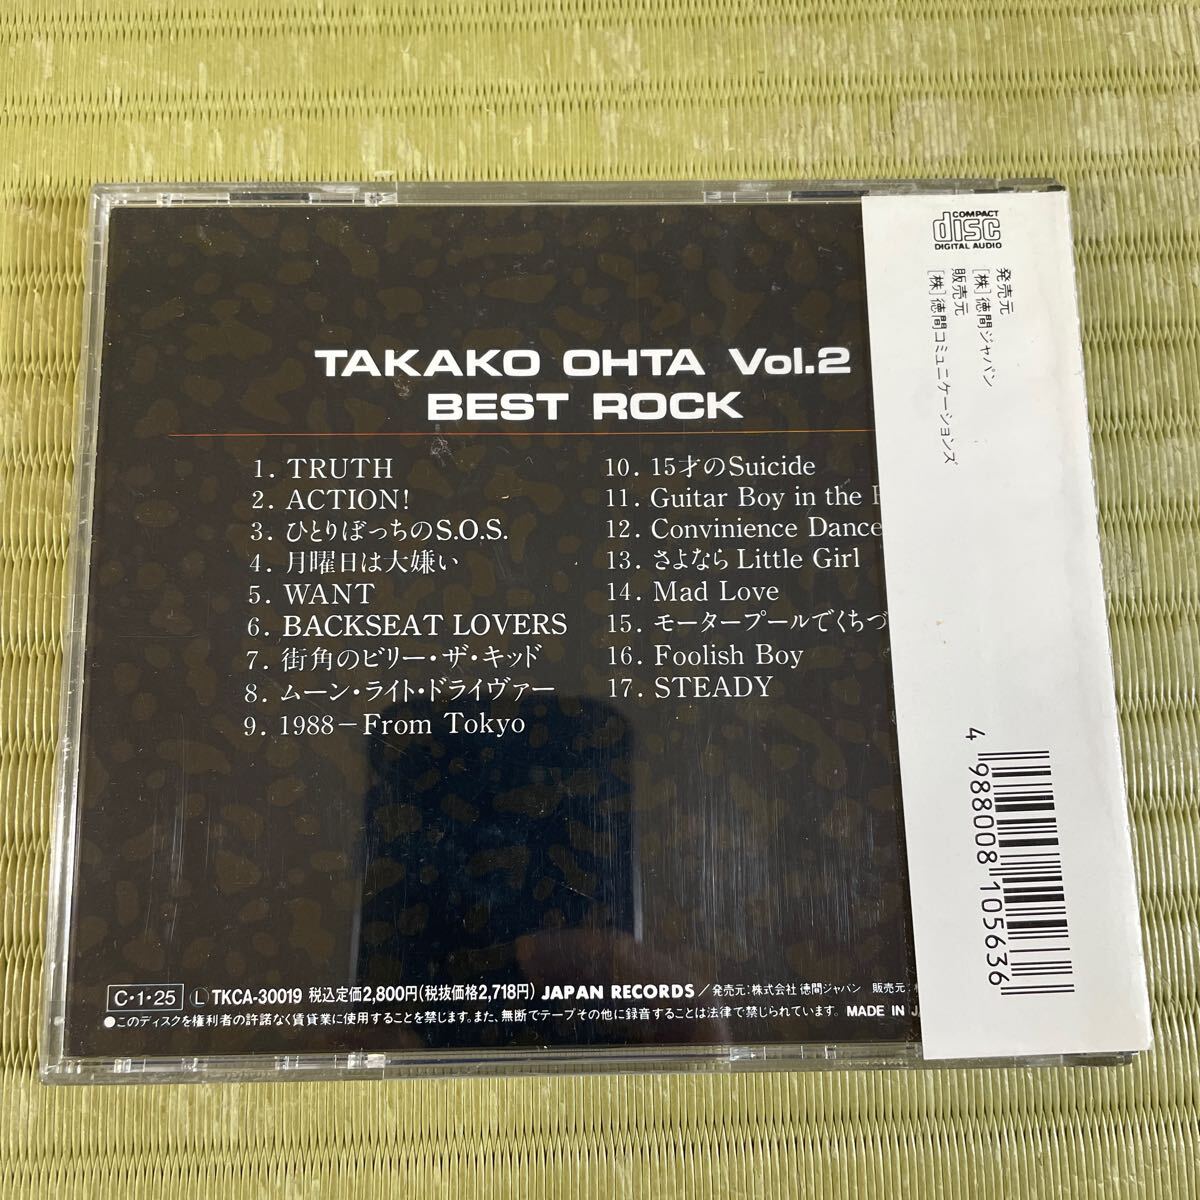 TAKAKO OHTA Vol.2
BEST ROCK
1. TRUTH
2. ACTION!
3. ひとりぼっちのS.O.S.
4. 月曜日は大嫌い
5. WANT
6. BACKSEAT LOVERS
7. 街角のビリー・ザ・キッド
8. ムーン・ライト・ドライヴァー
9. 1988－From Tokyo
10. 15才のSuicide
11. Guitar Boy in the
12. Convinience Dance
13. さよなら Little Girl
14. Mad Love
15. モータープールでくちづ
16. Foolish Boy
17. STEADY
C・1・25 Ⓛ TKCA-30019 税込定価2,800円(税抜価格2,718円) JAPAN RECORDS／発売元:株式会社 徳間ジャパン 販売元:
●このディスクを権利者の許諾なく賃貸業に使用することを禁じます。また、無断でテープその他に録音することは法律で禁じられています。 MADE IN
COMPACT
disc
DIGITAL AUDIO
発売元
[株]徳間ジャパン
販売元
[株]徳間コミュニケーションズ
4 988008 105636